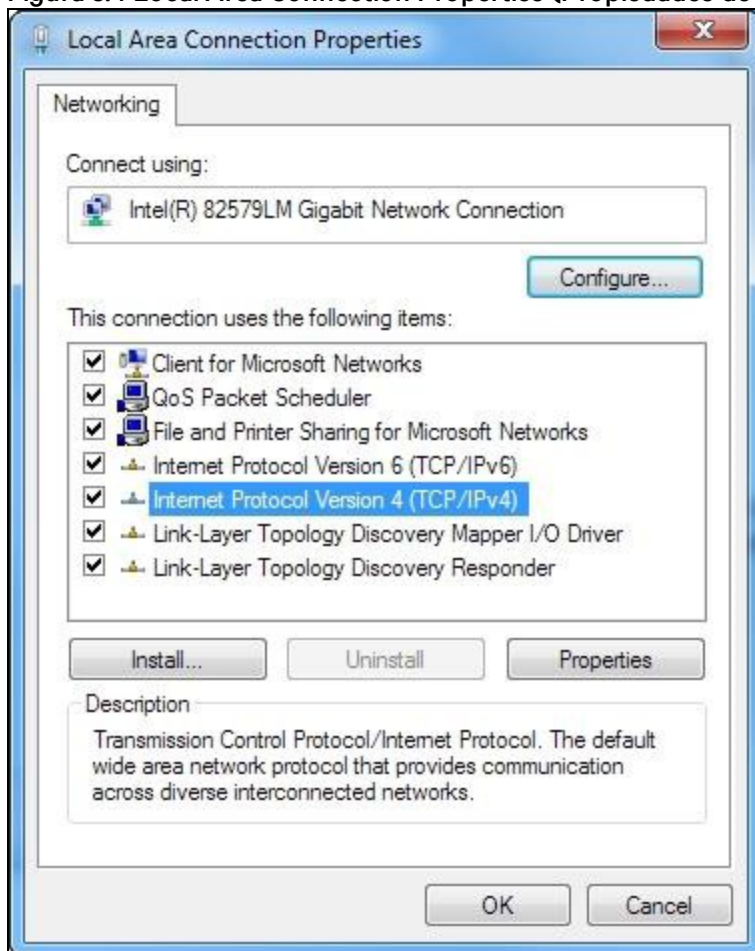 Local Area Connection Properties
Networking
Connect using:
Intel(R) 82579LM Gigabit Network Connection
Configure...
This connection uses the following items:
Client for Microsoft Networks
QoS Packet Scheduler
File and Printer Sharing for Microsoft Networks
Internet Protocol Version 6 (TCP/IPv6)
Internet Protocol Version 4 (TCP/IPv4)
Link-Layer Topology Discovery Mapper I/O Driver
Link-Layer Topology Discovery Responder
Install... Uninstall Properties
Description
Transmission Control Protocol/Internet Protocol. The default
wide area network protocol that provides communication
across diverse interconnected networks.
OK Cancel